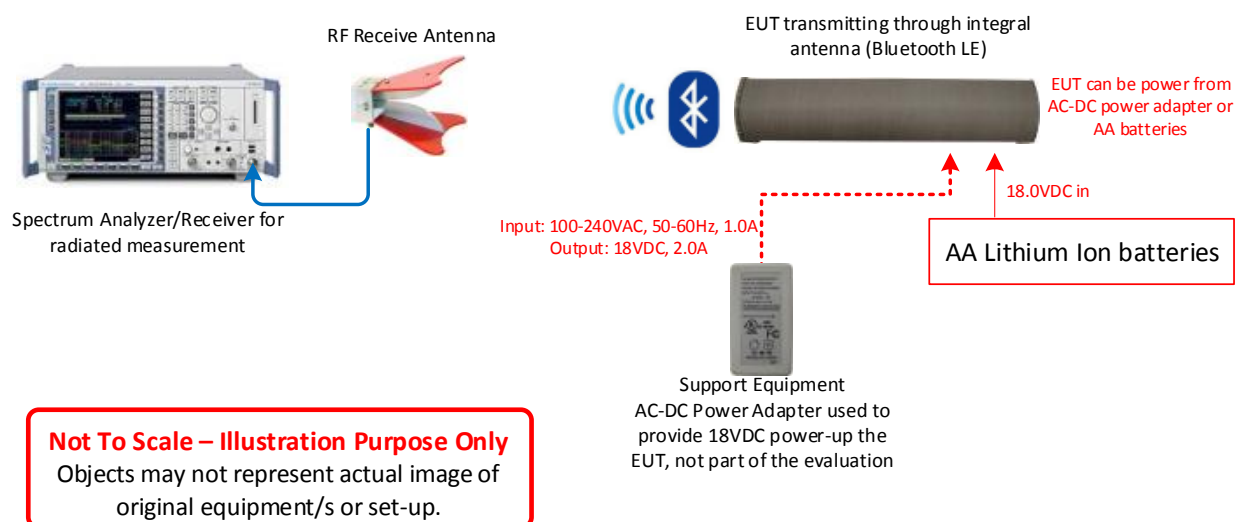 RF Receive Antenna
EUT transmitting through integral
antenna (Bluetooth LE)
EUT can be power from
AC-DC power adapter or
AA batteries
Spectrum Analyzer/Receiver for
radiated measurement
18.0VDC in
Input: 100-240VAC, 50-60Hz, 1.0A
Output: 18VDC, 2.0A
AA Lithium Ion batteries
Support Equipment
AC-DC Power Adapter used to
provide 18VDC power-up the
EUT, not part of the evaluation
Not To Scale – Illustration Purpose Only
Objects may not represent actual image of
original equipment/s or set-up.